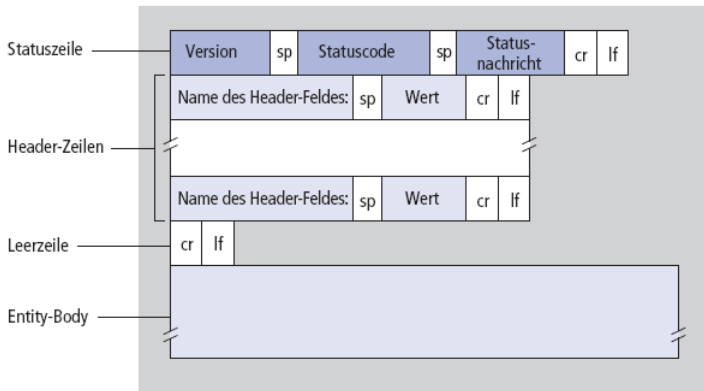 Statuszeile
Version sp Statuscode sp Status-
nachricht cr lf
Header-Zeilen
Name des Header-Feldes: sp Wert cr lf
Name des Header-Feldes: sp Wert cr lf
Leerzeile
cr lf
Entity-Body